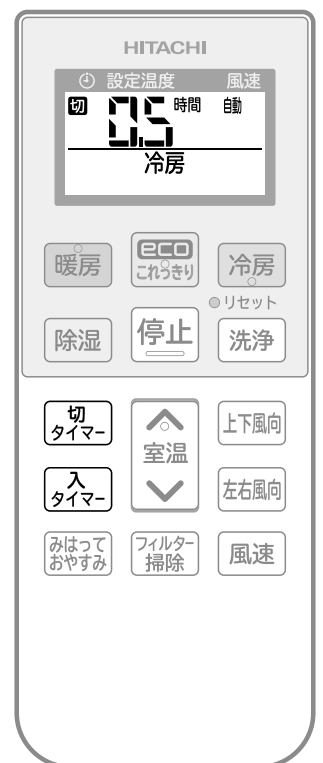 HITACHI
設定温度 風速
切 0.5 時間 自動
冷房
暖房 eco これっきり 冷房
リセット
除湿 停止 洗浄
切タイマー 上下風向
室温
入タイマー 左右風向
みはっておやすみ フィルター掃除 風速